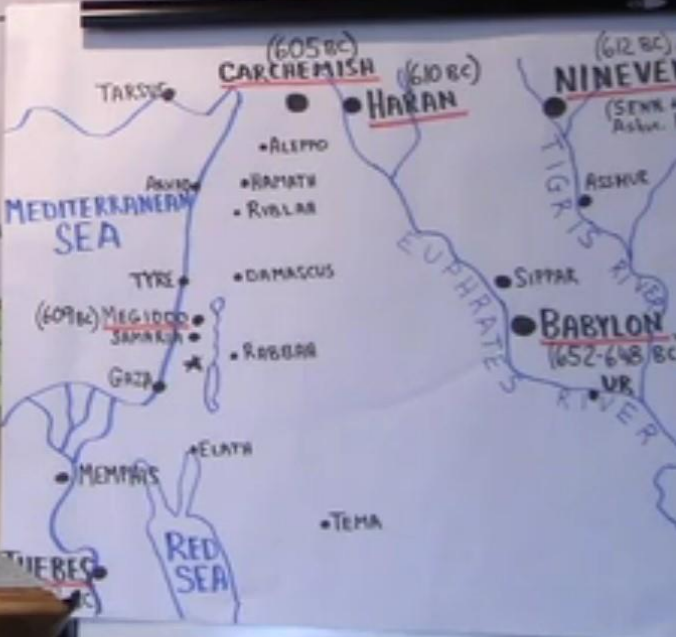 (605 BC)
CARCHEMISH
(610 BC)
HARAN
(612 BC)
NINEVE
TARSUS
ALEPPO
ARVAD
HAMATH
RIBLAH
ASSHUR
MEDITERRANEAN
SEA
TIGRIS RIVER
EUPHRATES RIVER
TYRE
DAMASCUS
SIPPAR
(609 BC) MEGIDDO
SAMARIA
BABYLON
(652-648 BC
RABBAH
GAZA
UR
ELATH
MEMPHIS
TEMA
RED
SEA
THEBES